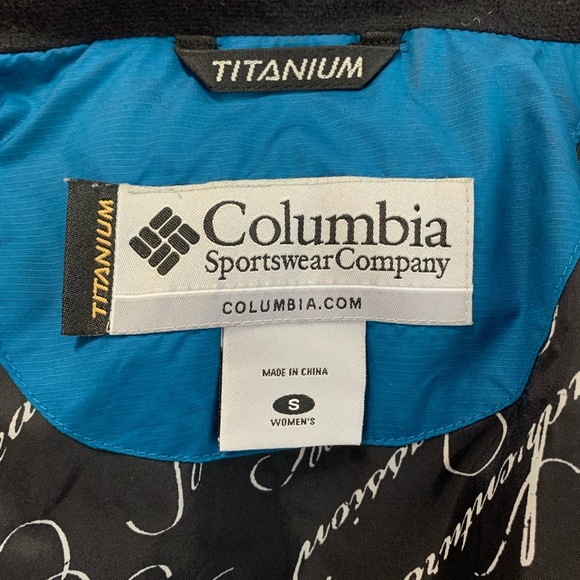 TITANIUM
TITANIUM
Columbia
Sportswear Company
COLUMBIA.COM
MADE IN CHINA
S
WOMEN'S